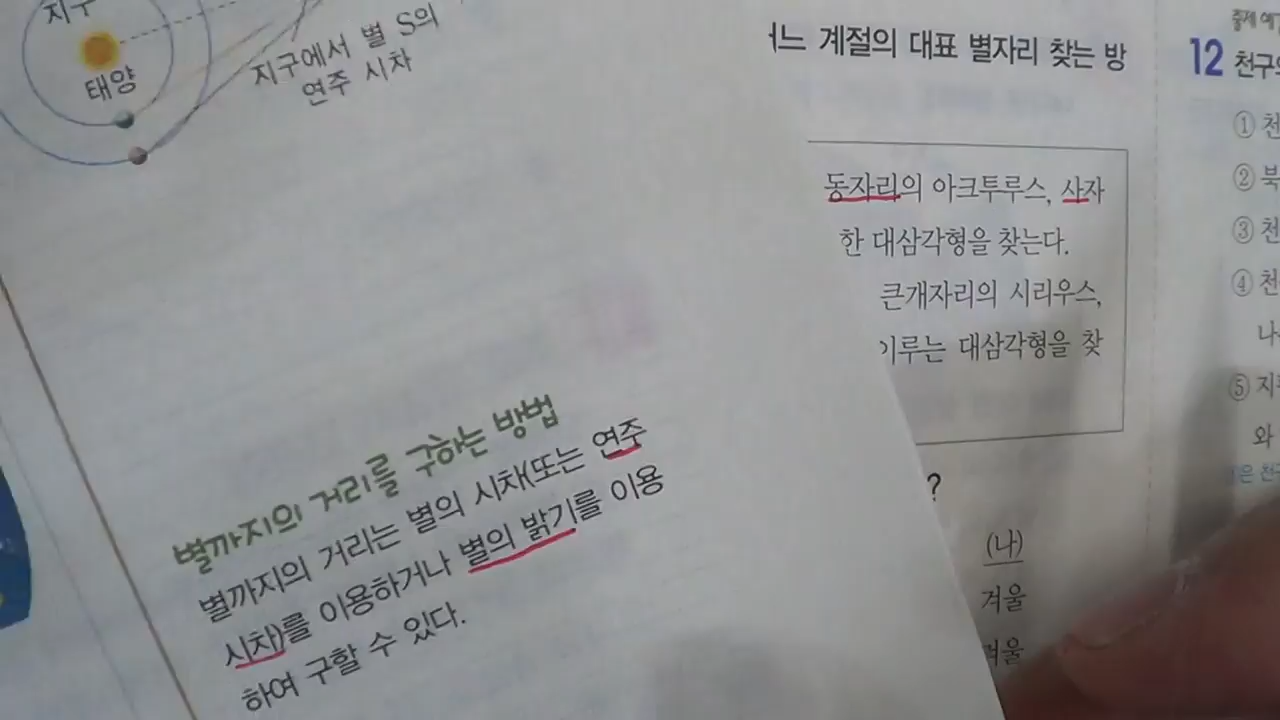 지구
태양
지구에서 별 S의
연주 시차
별까지의 거리를 구하는 방법
별까지의 거리는 별의 시차(또는 연주
시차)를 이용하거나 별의 밝기를 이용
하여 구할 수 있다.
계절의 대표 별자리 찾는 방
동자리의 아크투루스, 사자
한 대삼각형을 찾는다.
큰개자리의 시리우스,
루는 대삼각형을 찾
?
(나)
겨울
겨울
12
①
②
③
④
⑤
와